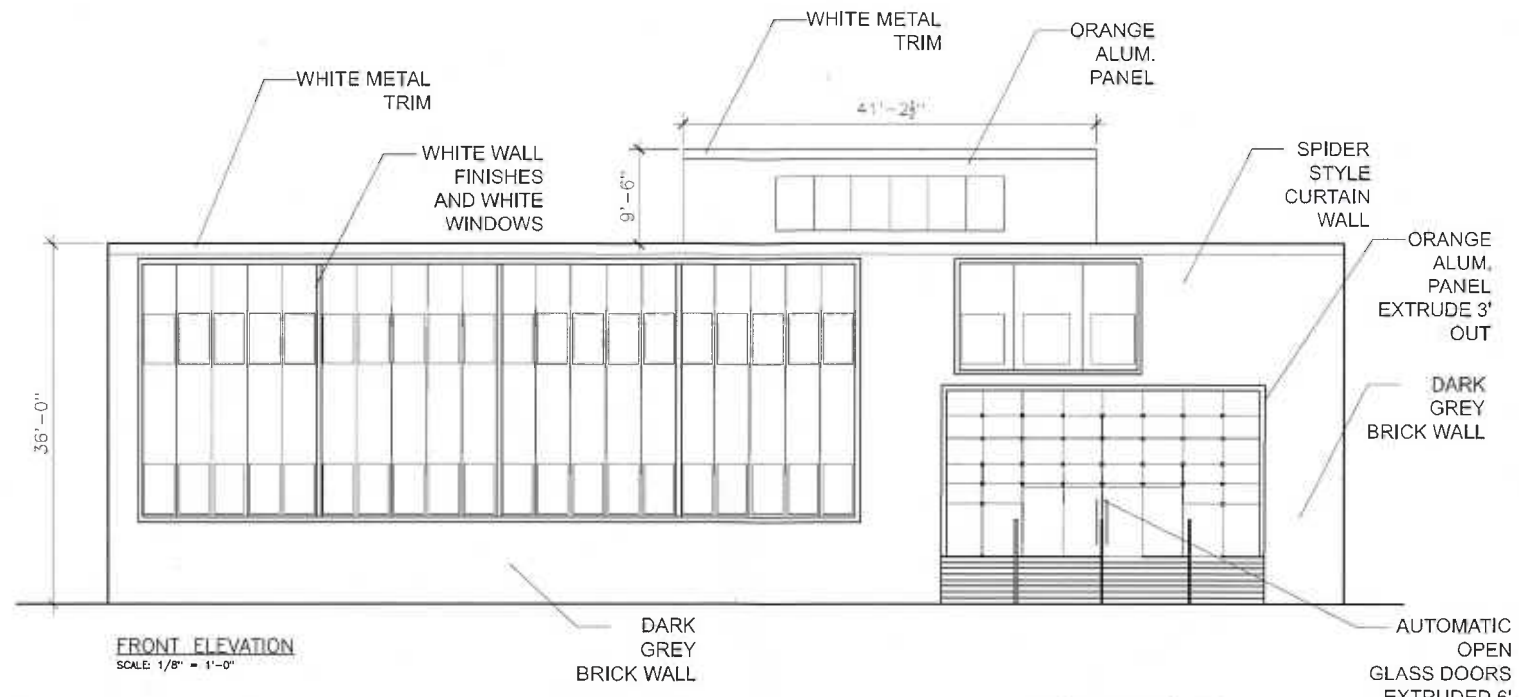 WHITE METAL
TRIM
ORANGE
ALUM.
PANEL
WHITE METAL
TRIM
41'-2½"
WHITE WALL
FINISHES
AND WHITE
WINDOWS
9'-6"
SPIDER
STYLE
CURTAIN
WALL
ORANGE
ALUM.
PANEL
EXTRUDE 3'
OUT
36'-0"
DARK
GREY
BRICK WALL
FRONT ELEVATION
SCALE: 1/8" = 1'-0"
DARK
GREY
BRICK WALL
AUTOMATIC
OPEN
GLASS DOORS
EXTRUDED 6'